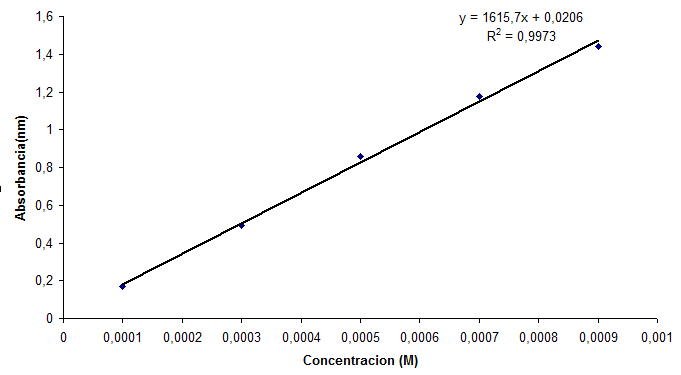 y = 1615,7x + 0,0206
R² = 0,9973
1,6
1,4
1,2
1
0,8
0,6
0,4
0,2
0
Absorbancia(nm)
0 0,0001 0,0002 0,0003 0,0004 0,0005 0,0006 0,0007 0,0008 0,0009 0,001
Concentracion (M)